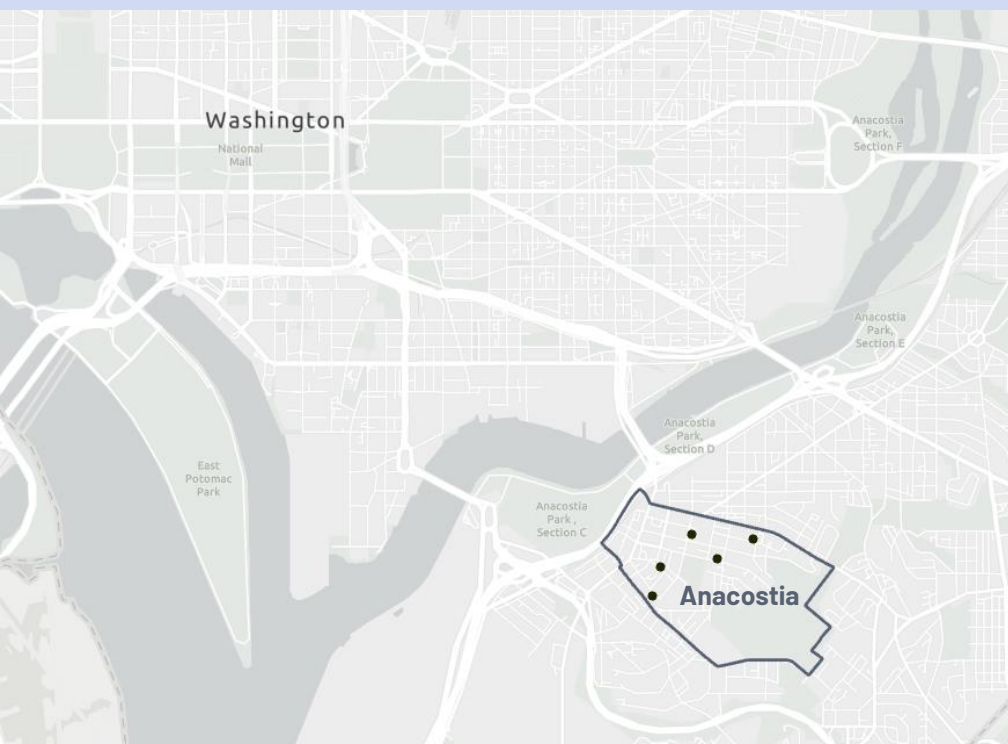 Washington
National
Mall
Anacostia
Park,
Section F
Anacostia
Park,
Section E
Anacostia
Park,
Section D
East
Potomac
Park
Anacostia
Park ,
Section C
Anacostia